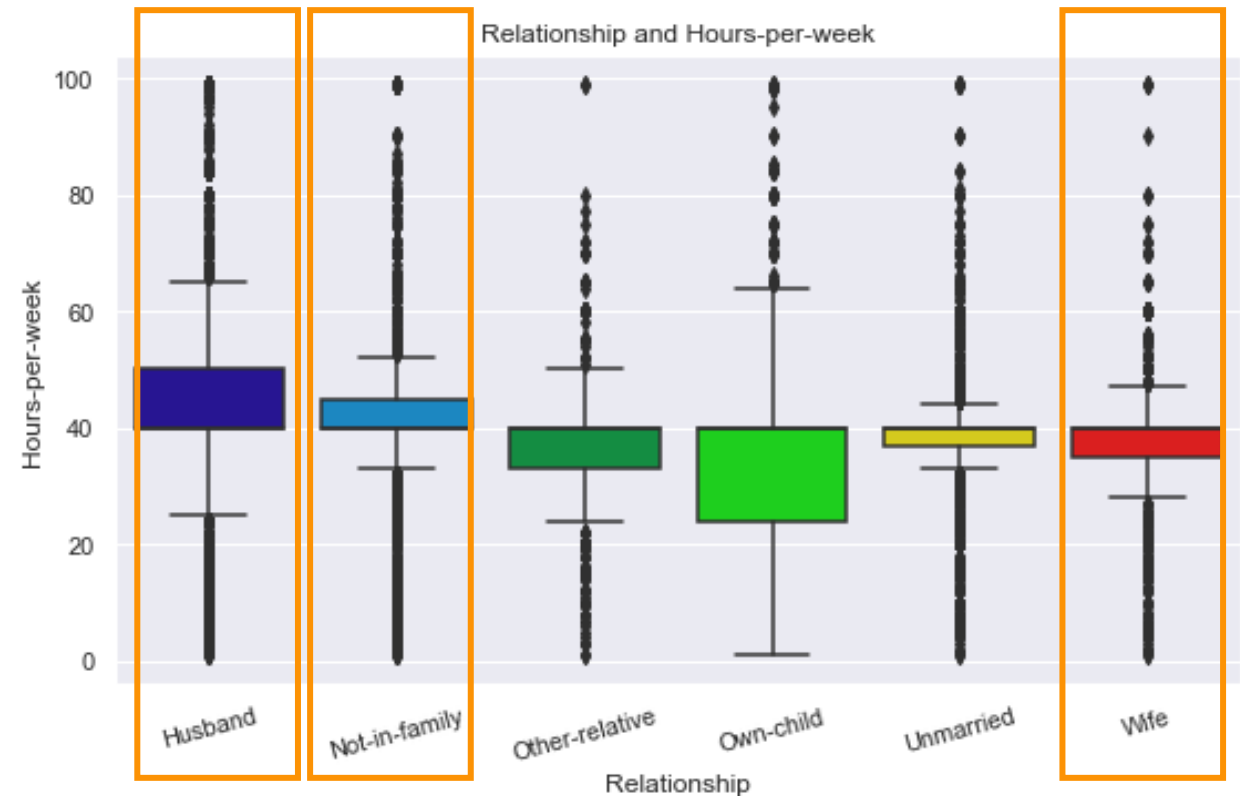 Relationship and Hours-per-week
100
80
60
40
20
0
Hours-per-week
Husband
Not-in-family
Other-relative
Own-child
Unmarried
Wife
Relationship